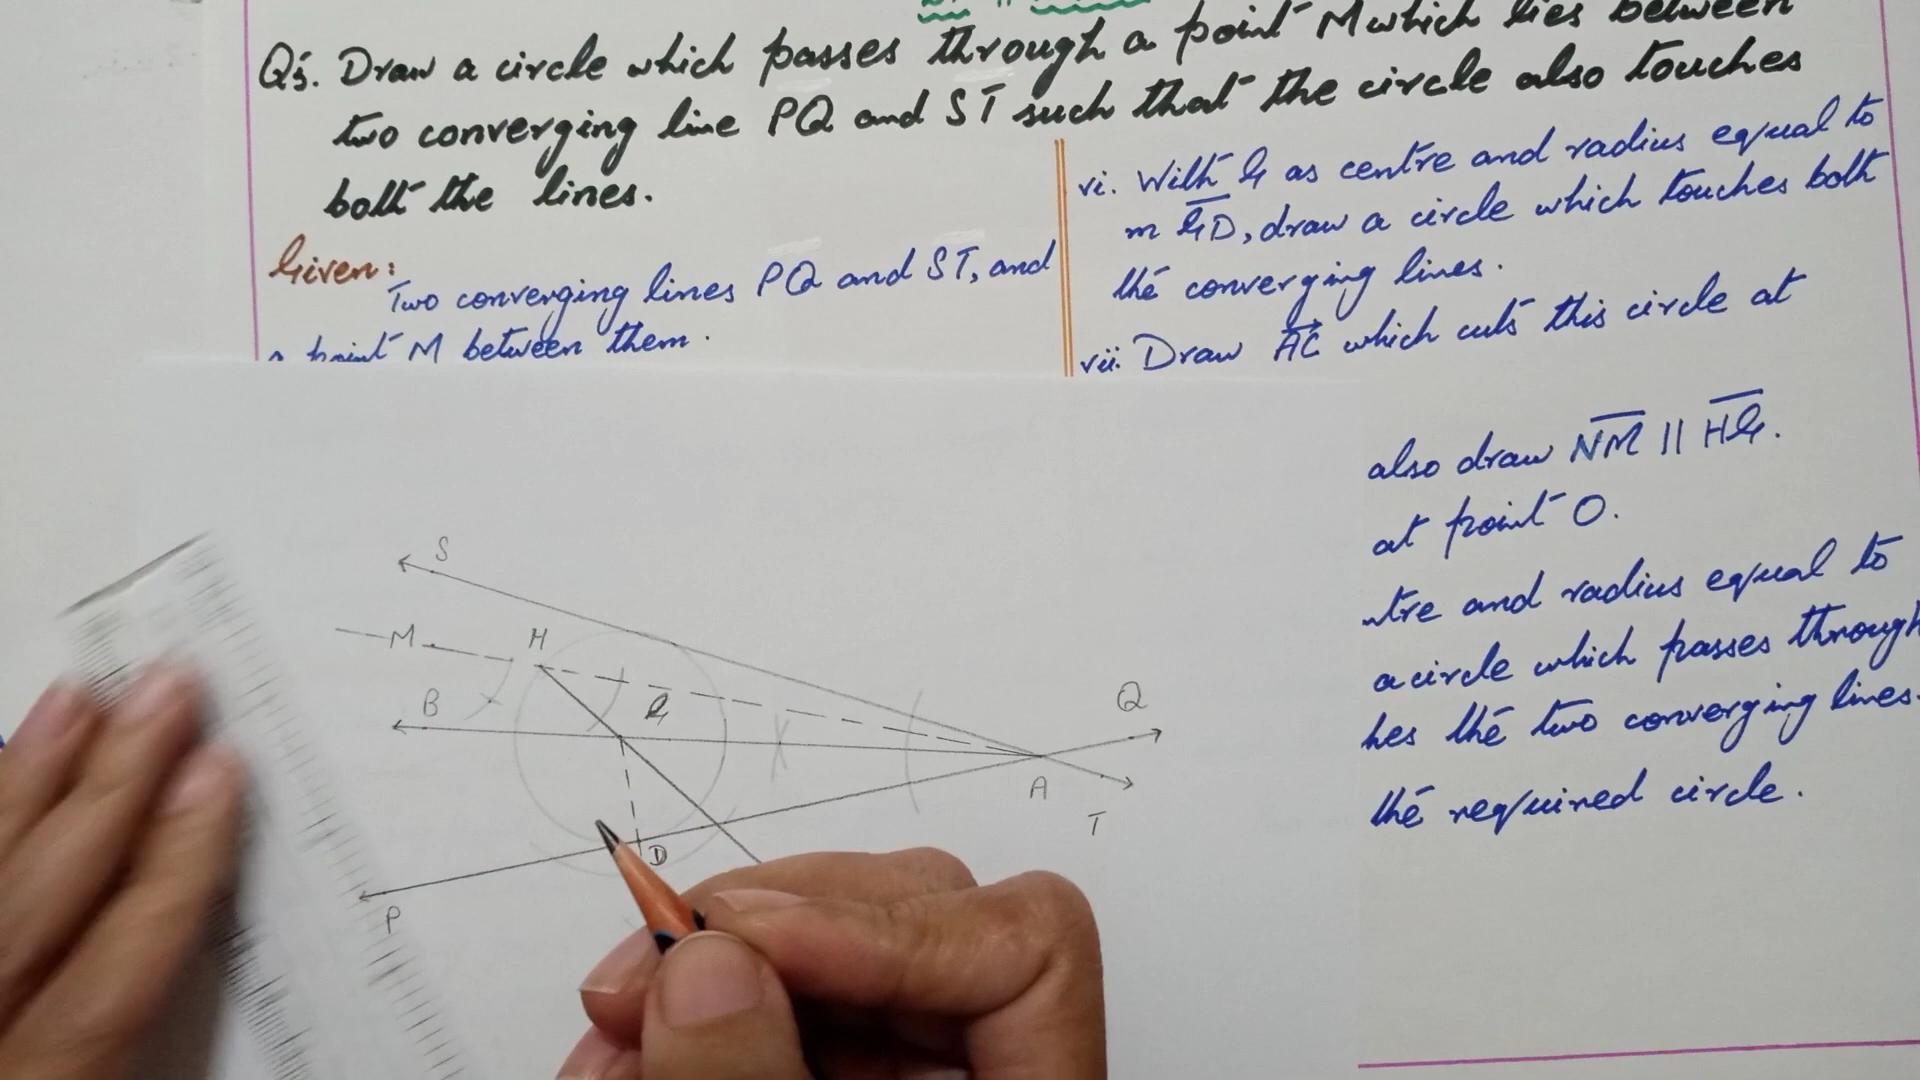 Q5. Draw a circle which passes through a point M which lies between
two converging line PQ and ST such that the circle also touches
both the lines.
Given:
Two converging lines PQ and ST, and
point M between them.
vi. With G as centre and radius equal to
m GD, draw a circle which touches both
the converging lines.
vii. Draw AC which cuts this circle at
also draw NM || HG.
at point O.
ntre and radius equal to
a circle which passes through
hes the two converging lines.
the required circle.
S
M
H
B
G
Q
A
T
D
P